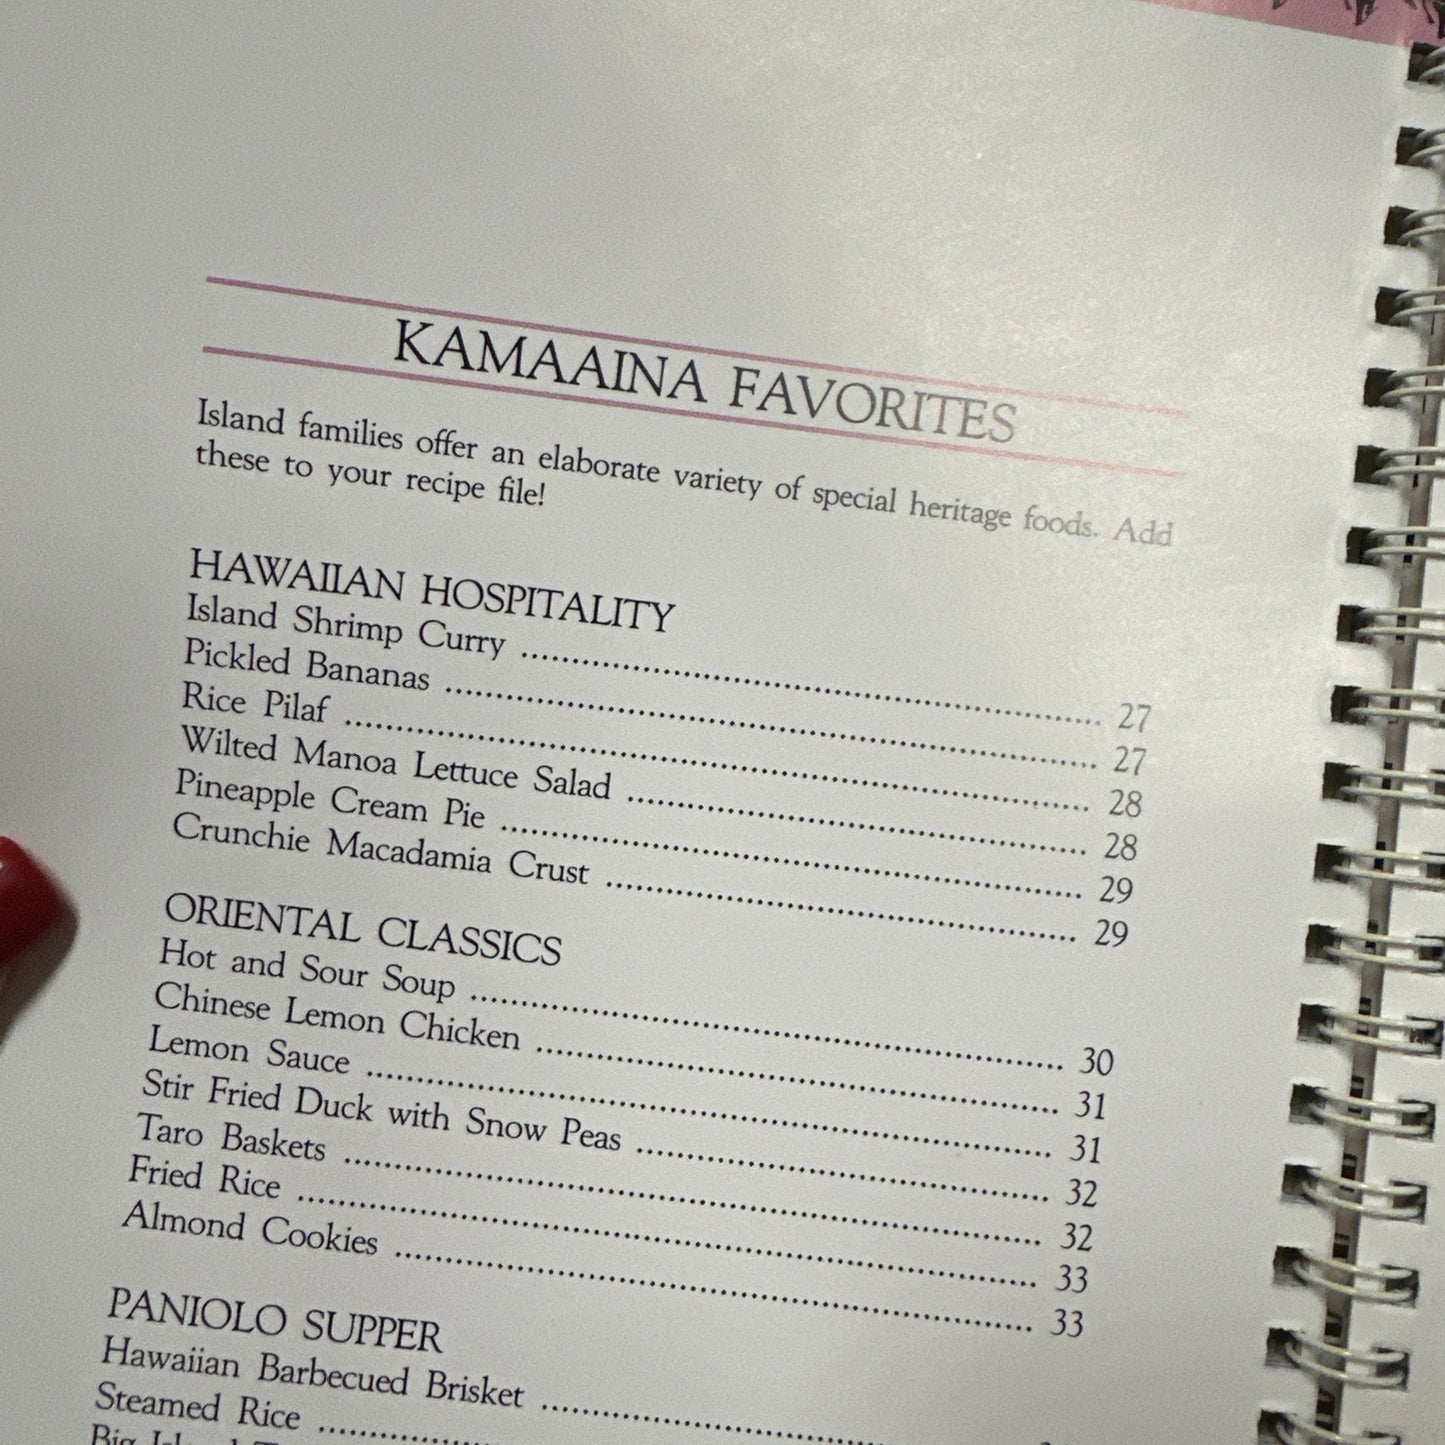 KAMAAINA FAVORITES
Island families offer an elaborate variety of special heritage foods. Add
these to your recipe file!
HAWAIIAN HOSPITALITY
Island Shrimp Curry ........................................................ 27
Pickled Bananas ........................................................ 27
Rice Pilaf ........................................................ 28
Wilted Manoa Lettuce Salad ........................................................ 28
Pineapple Cream Pie ........................................................ 29
Crunchie Macadamia Crust ........................................................ 29
ORIENTAL CLASSICS
Hot and Sour Soup ........................................................ 30
Chinese Lemon Chicken ........................................................ 31
Lemon Sauce ........................................................ 31
Stir Fried Duck with Snow Peas ........................................................ 32
Taro Baskets ........................................................ 32
Fried Rice ........................................................ 33
Almond Cookies ........................................................ 33
PANIOLO SUPPER
Hawaiian Barbecued Brisket ........................................
Steamed Rice ....................
Big